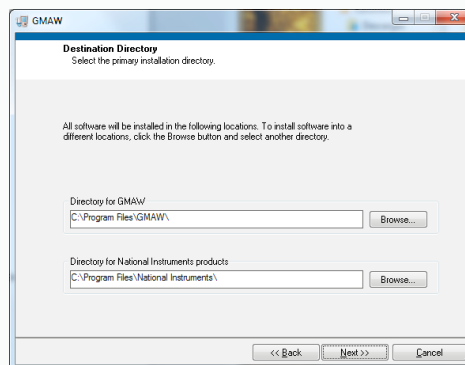 GMAW
Destination Directory
Select the primary installation directory.
All software will be installed in the following locations. To install software into a
different locations, click the Browse button and select another directory.
Directory for GMAW
C:\Program Files\GMAW\
Browse...
Directory for National Instruments products
C:\Program Files\National Instruments\
Browse...
<< Back
Next >>
Cancel